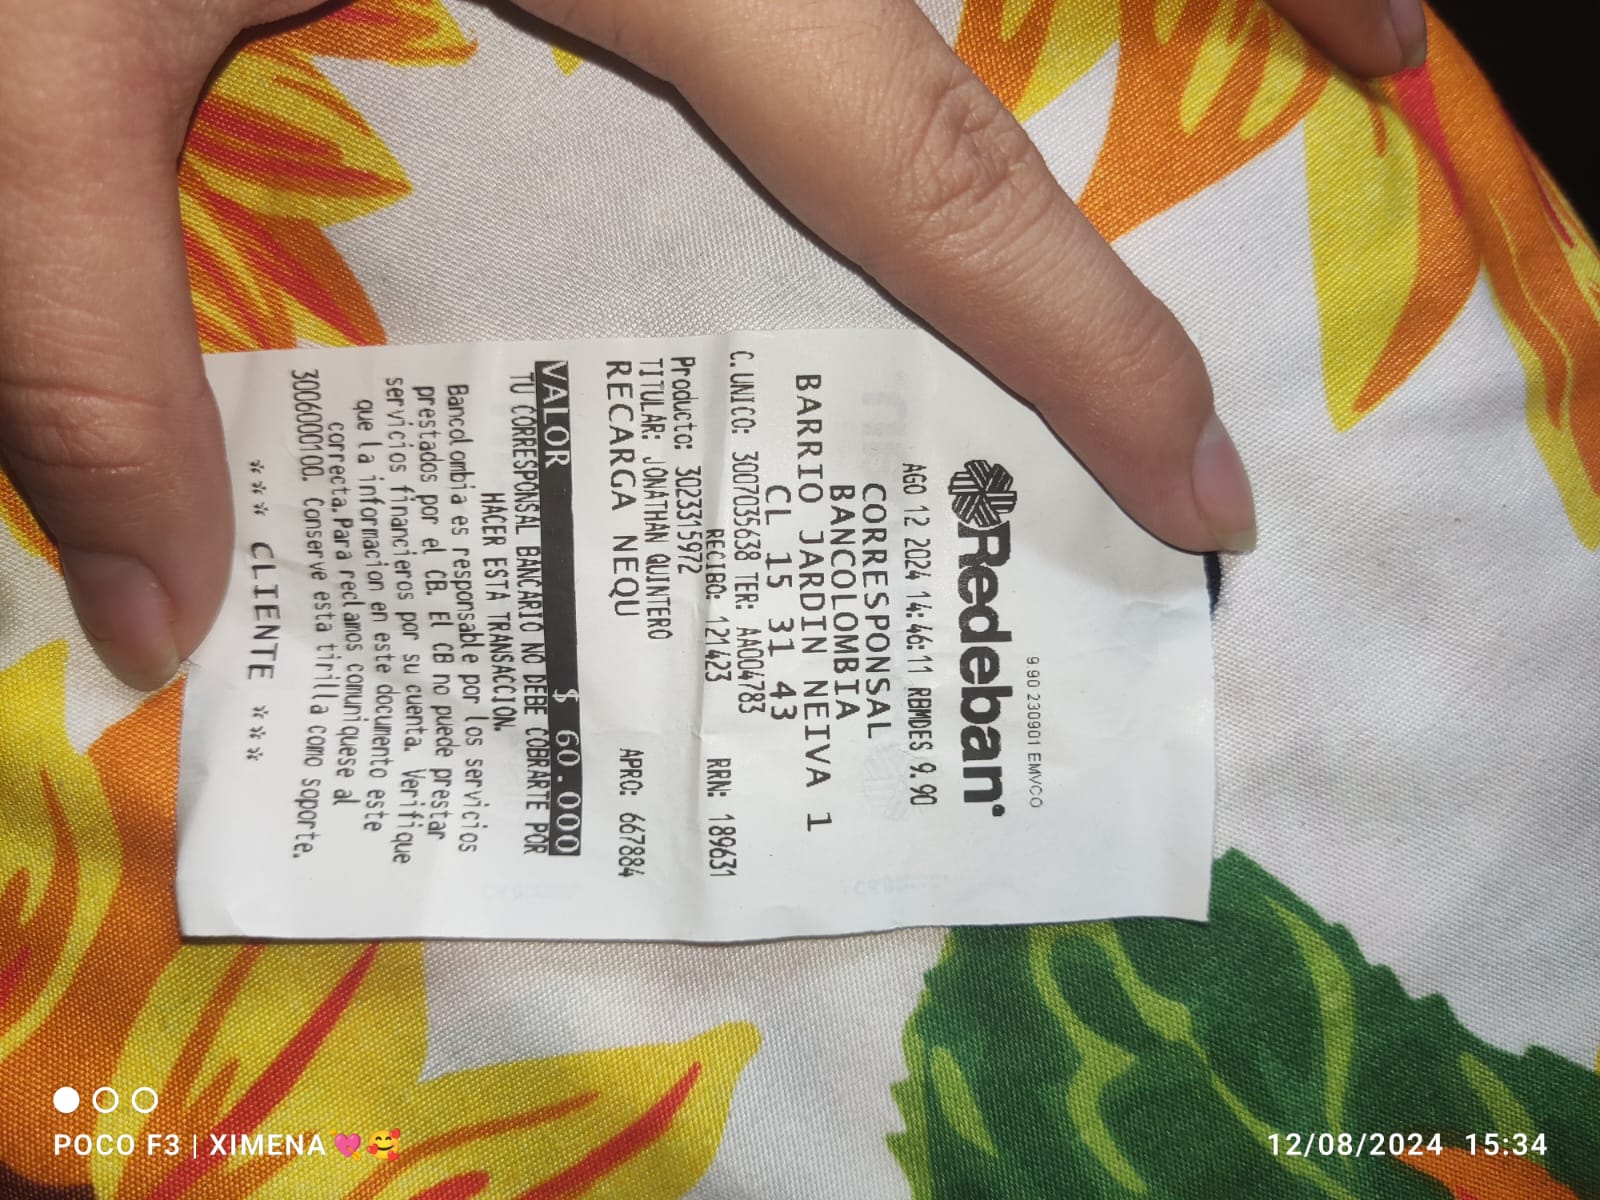 9.90 230901 EMVCO
Redeban
AGO 12 2024 14:46:11 RBMDES 9.90
CORRESPONSAL
BANCOLOMBIA
BARRIO JARDIN NEIVA 1
CL 15 31 43
C. UNICO: 3007035638 TER: AA004783
RECIBO: 121423 RRN: 189631
Producto: 3023315972
TITULAR: JONATHAN QUINTERO
RECARGA NEQU APRO: 667884
VALOR $ 60.000
TU CORRESPONSAL BANCARIO NO DEBE COBRARTE POR
HACER ESTA TRANSACCION.
Bancolombia es responsable por los servicios
prestados por el CB. El CB no puede prestar
servicios financieros por su cuenta. Verifique
que la informacion en este documento este
correcta.Para reclamos comuniquese al
3006000100. Conserve esta tirilla como soporte.
*** CLIENTE ***
POCO F3 | XIMENA💓🥰
12/08/2024 15:34